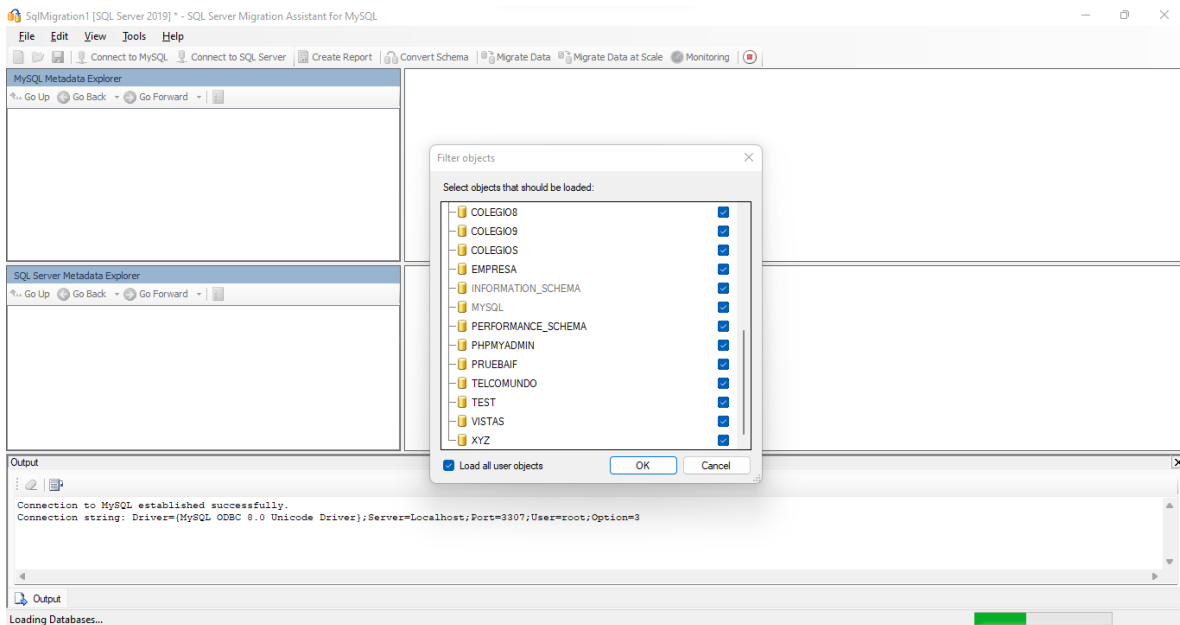 SqlMigration1 [SQL Server 2019] * - SQL Server Migration Assistant for MySQL
File Edit View Tools Help
Connect to MySQL Connect to SQL Server Create Report Convert Schema Migrate Data Migrate Data at Scale Monitoring
MySQL Metadata Explorer
Go Up Go Back Go Forward
Filter objects
Select objects that should be loaded:
COLEGIO8
COLEGIO9
COLEGIOS
EMPRESA
INFORMATION_SCHEMA
MYSQL
PERFORMANCE_SCHEMA
PHPMYADMIN
PRUEBAIF
TELCOMUNDO
TEST
VISTAS
XYZ
Load all user objects OK Cancel
SQL Server Metadata Explorer
Go Up Go Back Go Forward
Output
Connection to MySQL established successfully.
Connection string: Driver={MySQL ODBC 8.0 Unicode Driver};Server=Localhost;Port=3307;User=root;Option=3
Output
Loading Databases...